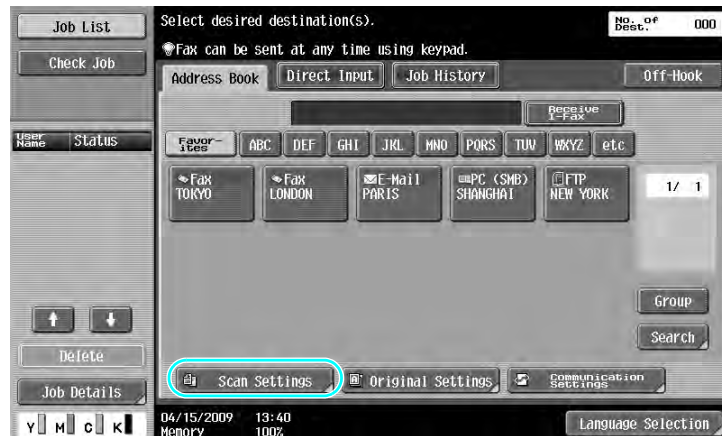 Job List
Check Job
User Name
Status
Delete
Job Details
Y M C K
Select desired destination(s).
Fax can be sent at any time using keypad.
No. of Dest. 000
Address Book
Direct Input
Job History
Off-Hook
Receive I-Fax
Favor-ites ABC DEF GHI JKL MNO PQRS TUV WXYZ etc
Fax
TOKYO
Fax
LONDON
E-Mail
PARIS
PC (SMB)
SHANGHAI
FTP
NEW YORK
1/ 1
Group
Search
Scan Settings
Original Settings
Communication Settings
04/15/2009 13:40
Memory 100%
Language Selection